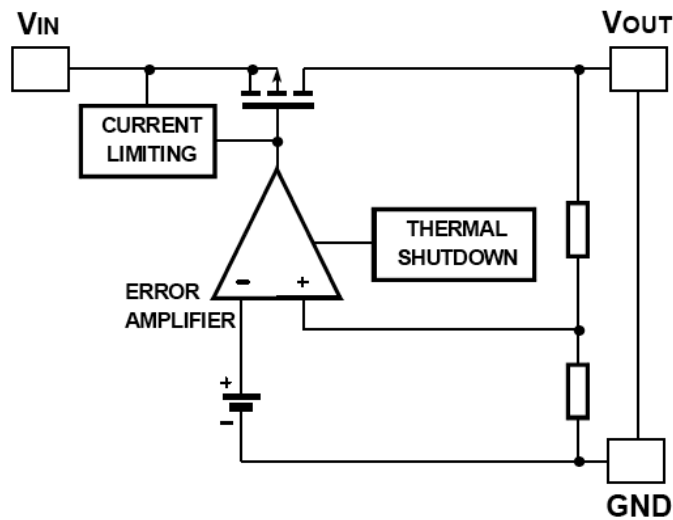 VIN
VOUT
CURRENT
LIMITING
THERMAL
SHUTDOWN
- +
ERROR
AMPLIFIER
+
-
GND